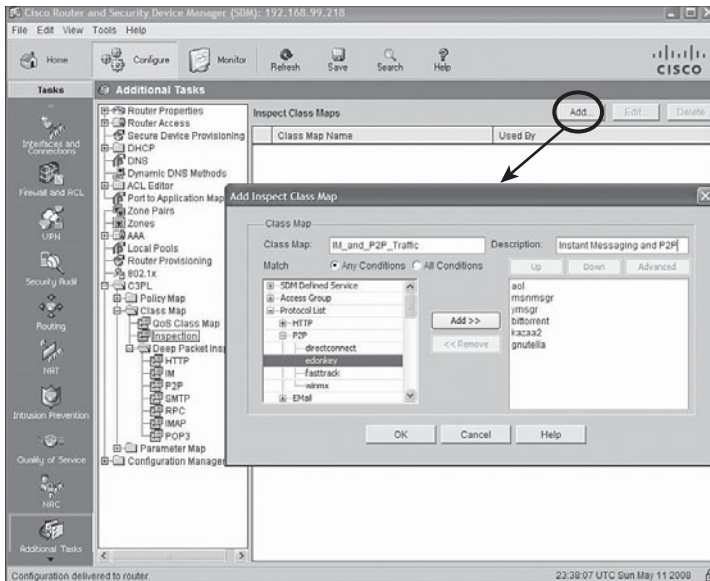 Cisco Router and Security Device Manager (SDM): 192.168.99.218
File Edit View Tools Help
Home
Configure
Monitor
Refresh
Save
Search
Help
CISCO
Tasks
Additional Tasks
Interfaces and Connections
Firewall and ACL
VPN
Security Audit
Routing
NAT
Intrusion Prevention
Quality of Service
NAC
Additional Tasks
Router Properties
Router Access
Secure Device Provisioning
DHCP
DNS
Dynamic DNS Methods
ACL Editor
Port to Application Map
Zone Pairs
Zones
AAA
Local Pools
Router Provisioning
802.1x
C3PL
Policy Map
Class Map
QoS Class Map
Inspection
Deep Packet Insp
HTTP
IM
P2P
SMTP
RPC
IMAP
POP3
Parameter Map
Configuration Manager
Inspect Class Maps
Add...
Edit...
Delete
Class Map Name
Used By
Add Inspect Class Map
Class Map
Class Map: IM_and_P2P_Traffic
Description: Instant Messaging and P2P
Match
Any Conditions
All Conditions
Up
Down
Advanced
SDM Defined Service
Access Group
Protocol List
HTTP
P2P
directconnect
edonkey
fasttrack
winmx
EMail
Add >>
<< Remove
aol
msnmsgr
ymsgr
bittorrent
kazaa2
gnutella
OK
Cancel
Help
Configuration delivered to router.
23:38:07 UTC Sun May 11 2008